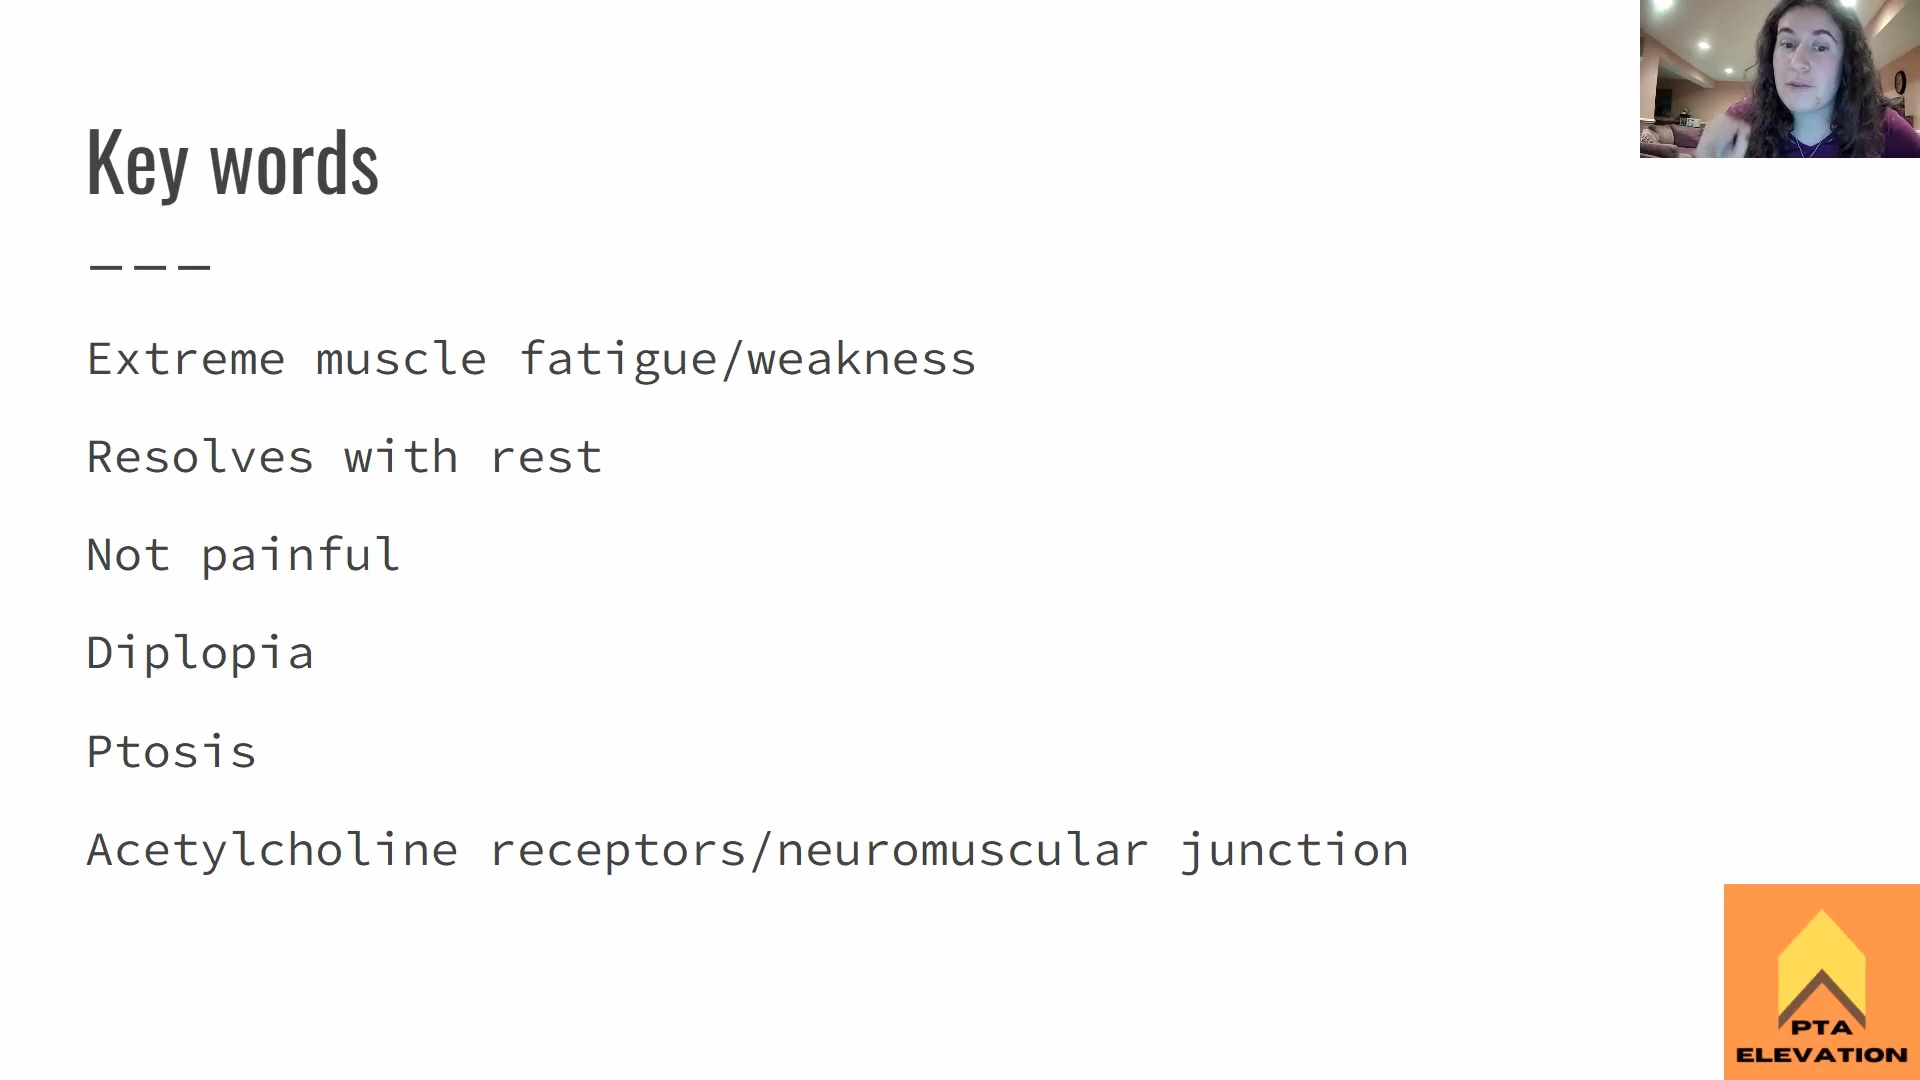 Key words
Extreme muscle fatigue/weakness
Resolves with rest
Not painful
Diplopia
Ptosis
Acetylcholine receptors/neuromuscular junction
PTA
ELEVATION